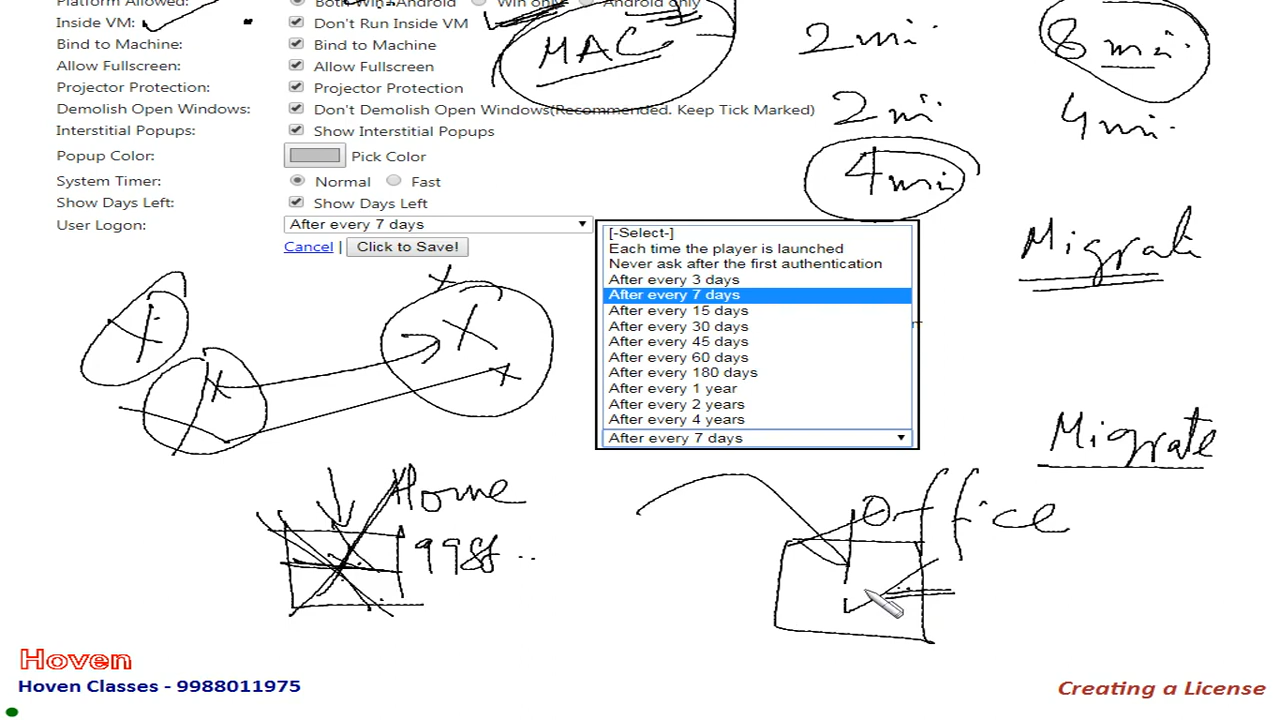 Platform Allowed: Both Win+Android Win only Android only
Inside VM: Don't Run Inside VM
Bind to Machine: Bind to Machine
Allow Fullscreen: Allow Fullscreen
Projector Protection: Projector Protection
Demolish Open Windows: Don't Demolish Open Windows(Recommended. Keep Tick Marked)
Interstitial Popups: Show Interstitial Popups
Popup Color: Pick Color
System Timer: Normal Fast
Show Days Left: Show Days Left
User Logon: After every 7 days
Cancel | Click to Save!
MAC
2 mi
8 mi
2 mi
4 mi
4 min
[-Select-]
Each time the player is launched
Never ask after the first authentication
After every 3 days
After every 7 days
After every 15 days
After every 30 days
After every 45 days
After every 60 days
After every 180 days
After every 1 year
After every 2 years
After every 4 years
After every 7 days
Migrate
Migrate
Home
998
Office
Hoven
Hoven Classes - 9988011975
Creating a License